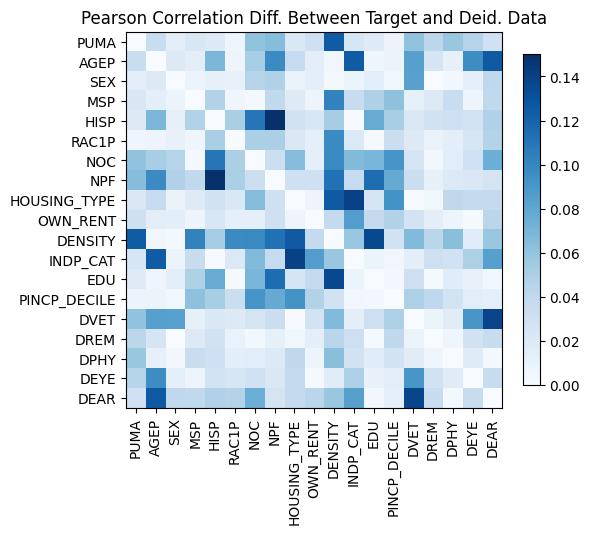 Pearson Correlation Diff. Between Target and Deid. Data
PUMA
AGEP
SEX
MSP
HISP
RAC1P
NOC
NPF
HOUSING_TYPE
OWN_RENT
DENSITY
INDP_CAT
EDU
PINCP_DECILE
DVET
DREM
DPHY
DEYE
DEAR
PUMA
AGEP
SEX
MSP
HISP
RAC1P
NOC
NPF
HOUSING_TYPE
OWN_RENT
DENSITY
INDP_CAT
EDU
PINCP_DECILE
DVET
DREM
DPHY
DEYE
DEAR
0.14
0.12
0.10
0.08
0.06
0.04
0.02
0.00